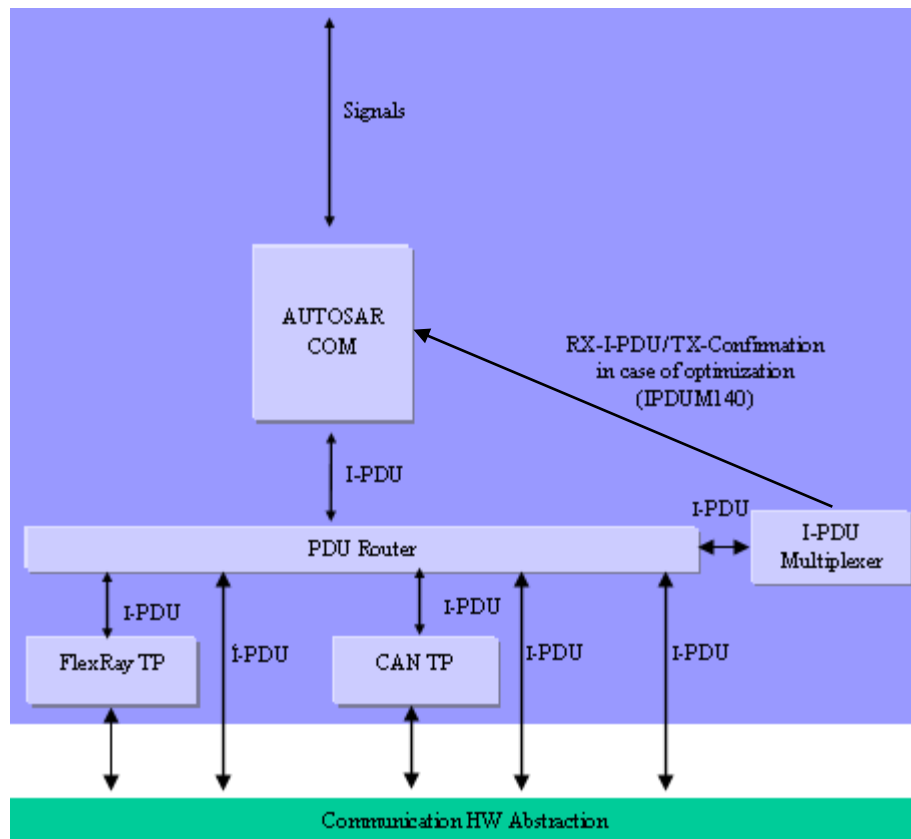 Signals
AUTOSAR
COM
RX-I-PDU/TX-Confirmation
in case of optimization
(IPDUM140)
I-PDU
I-PDU
PDU Router
I-PDU
Multiplexer
I-PDU
I-PDU
I-PDU
I-PDU
I-PDU
FlexRay TP
CAN TP
Communication HW Abstraction